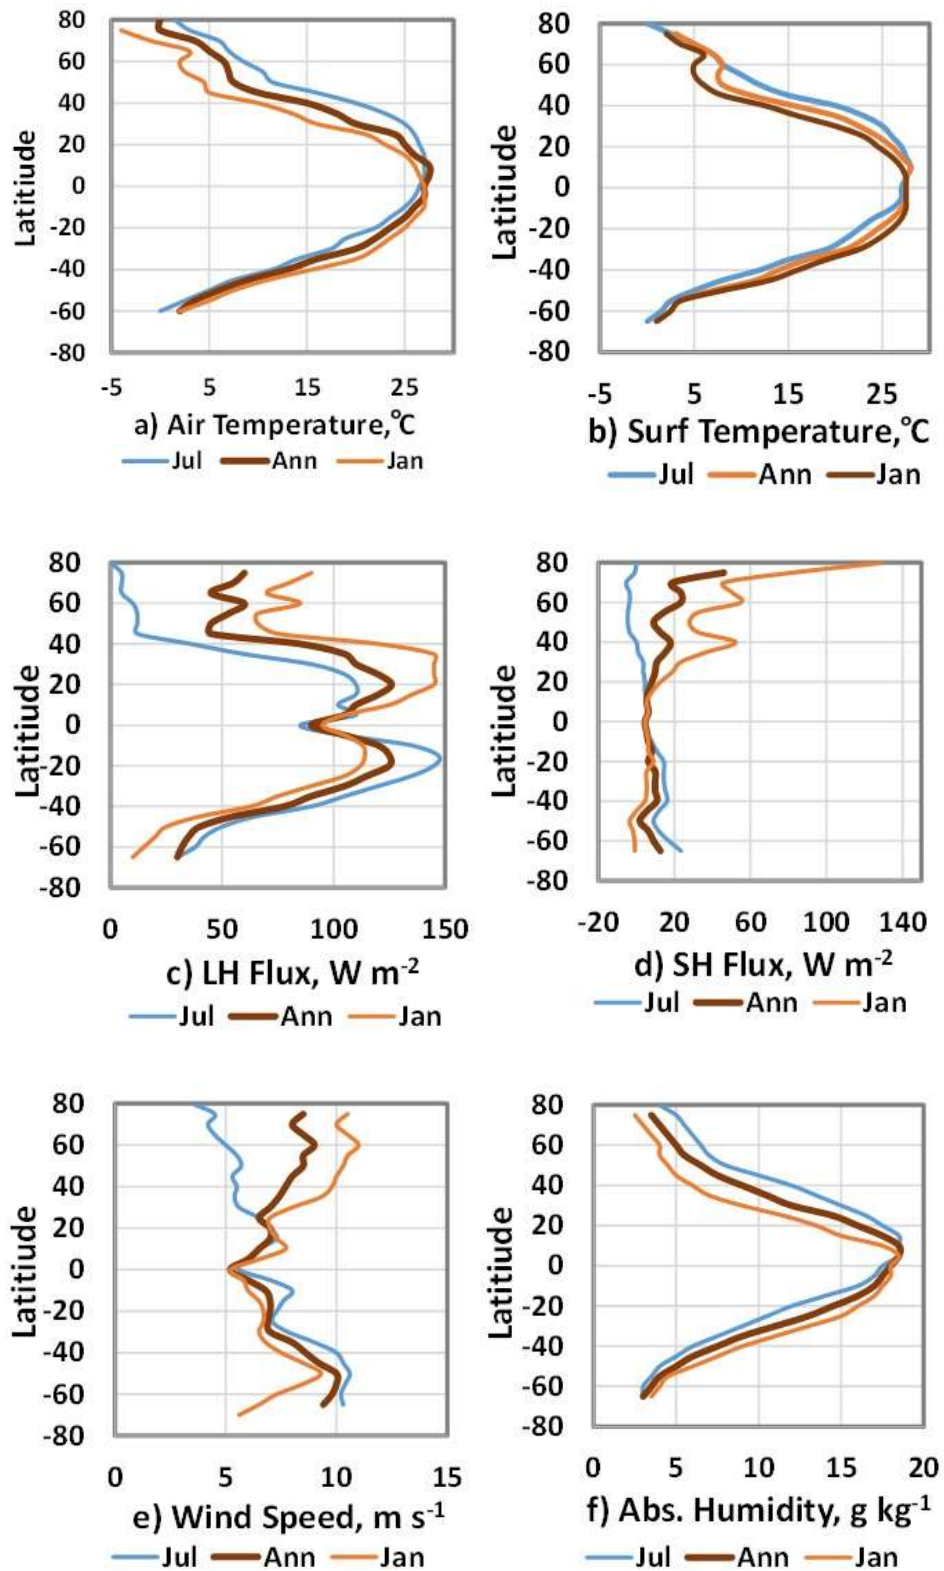 80
60
40
20
0
-20
-40
-60
-80
Latitiude
-5 5 15 25
a) Air Temperature,°C
Jul Ann Jan
80
60
40
20
0
-20
-40
-60
-80
Latitiude
-5 5 15 25
b) Surf Temperature,°C
Jul Ann Jan
80
60
40
20
0
-20
-40
-60
-80
Latitiude
0 50 100 150
c) LH Flux, W m-2
Jul Ann Jan
80
60
40
20
0
-20
-40
-60
-80
Latitiude
-20 20 60 100 140
d) SH Flux, W m-2
Jul Ann Jan
80
60
40
20
0
-20
-40
-60
-80
Latitiude
0 5 10 15
e) Wind Speed, m s-1
Jul Ann Jan
80
60
40
20
0
-20
-40
-60
-80
Latitiude
0 5 10 15 20
f) Abs. Humidity, g kg-1
Jul Ann Jan